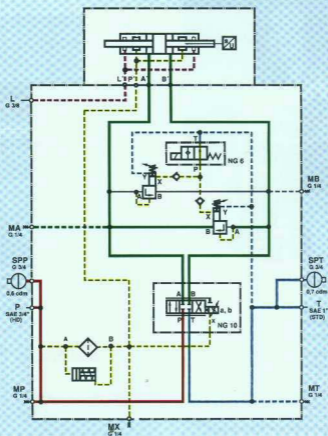 S
U
L P A B
L
G 3/8
T
NG 6
P
Y
X
B
Y
X
B A
MB
G 1/4
MA
G 1/4
SPP
G 3/4
0,6 cdm
SPT
G 3/4
0,7 cdm
A B
a, b
P T
NG 10
P
SAE 3/4"
(HD)
T
SAE 1"
(STD)
A B
MP
G 1/4
MT
G 1/4
MX
G 1/4